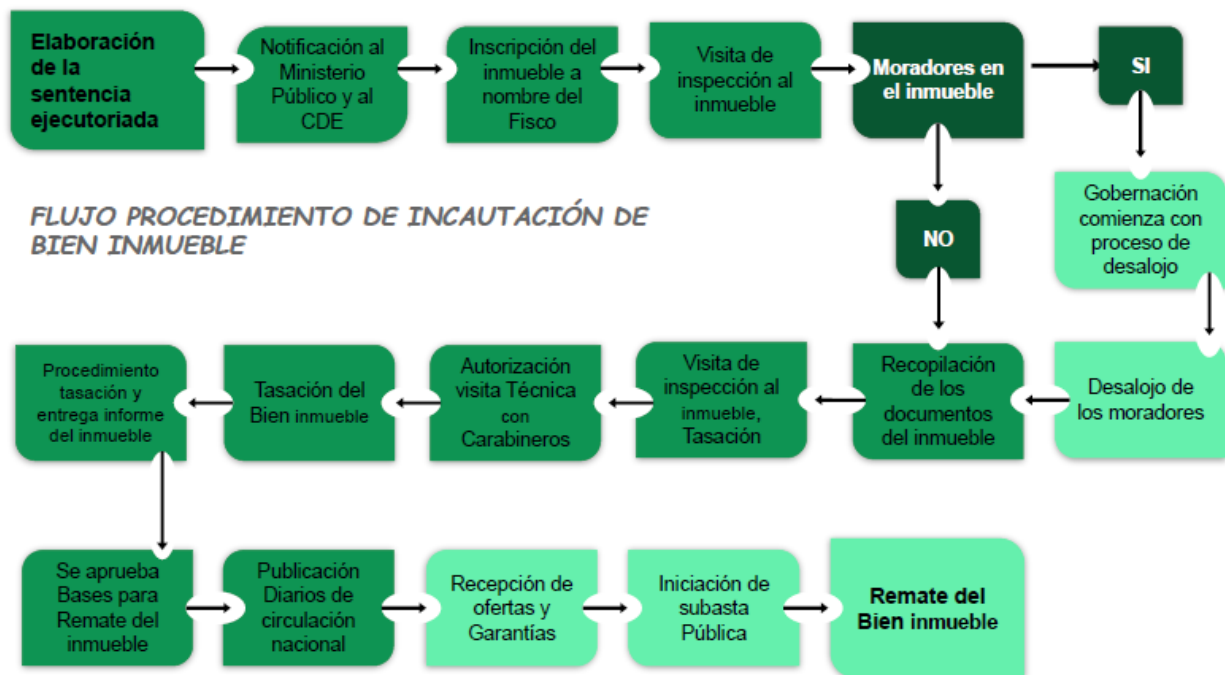 Elaboración
de la
sentencia
ejecutoriada
Notificación al
Ministerio
Público y al
CDE
Inscripción del
inmueble a
nombre del
Fisco
Visita de
inspección al
inmueble
Moradores en
el inmueble
SI
Gobernación
comienza con
proceso de
desalojo
NO
FLUJO PROCEDIMIENTO DE INCAUTACIÓN DE
BIEN INMUEBLE
Desalojo de
los moradores
Recopilación
de los
documentos
del inmueble
Visita de
inspección al
inmueble,
Tasación
Autorización
visita Técnica
con
Carabineros
Tasación del
Bien inmueble
Procedimiento
tasación y
entrega informe
del inmueble
Se aprueba
Bases para
Remate del
inmueble
Publicación
Diarios de
circulación
nacional
Recepción de
ofertas y
Garantías
Iniciación de
subasta
Pública
Remate del
Bien inmueble